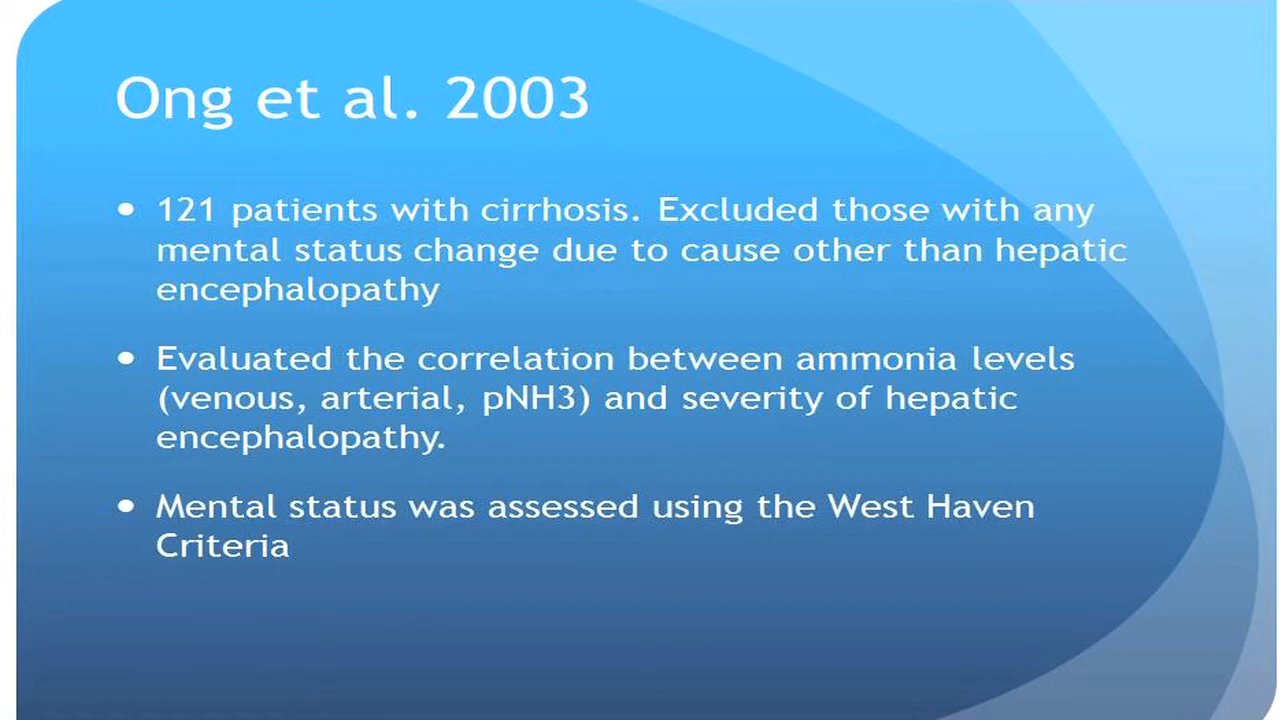 Ong et al. 2003
• 121 patients with cirrhosis. Excluded those with any
mental status change due to cause other than hepatic
encephalopathy
• Evaluated the correlation between ammonia levels
(venous, arterial, pNH3) and severity of hepatic
encephalopathy.
• Mental status was assessed using the West Haven
Criteria